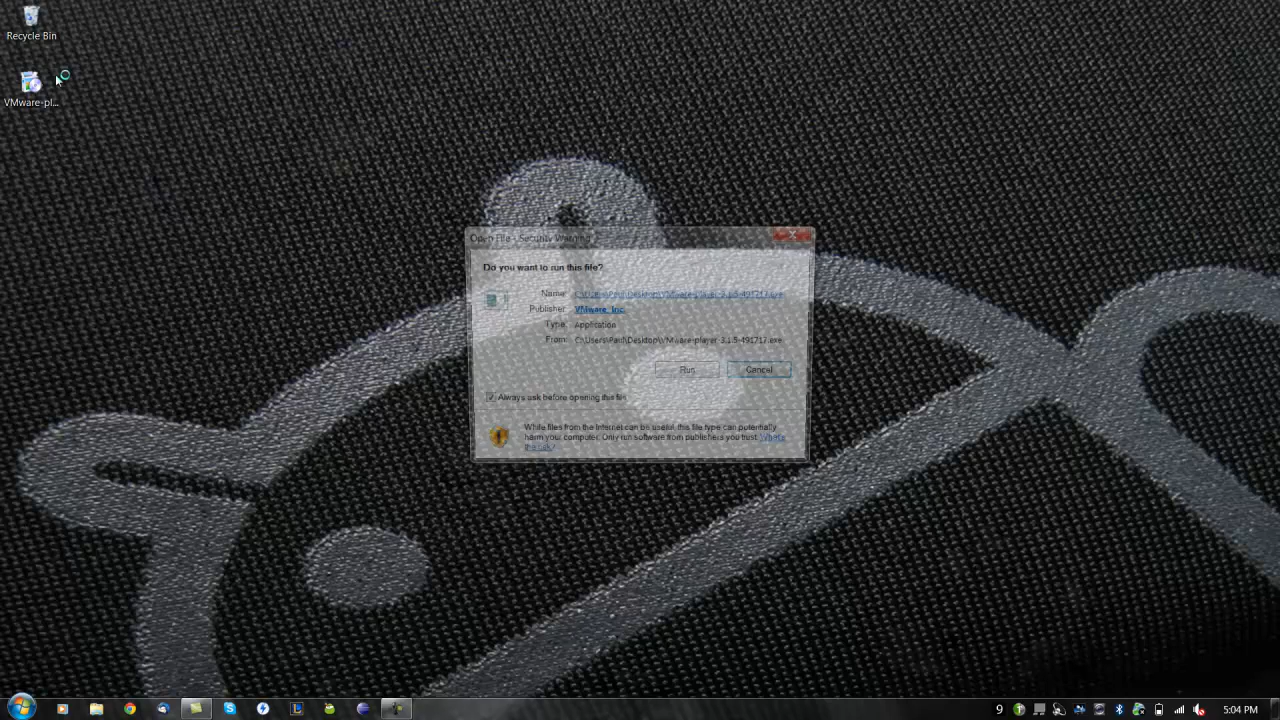 Recycle Bin
VMware-pl...
Open File - Security Warning
Do you want to run this file?
Name: C:\Users\Paul\Desktop\VMware-player-3.1.5-491717.exe
Publisher: VMware, Inc.
Type: Application
From: C:\Users\Paul\Desktop\VMware-player-3.1.5-491717.exe
Run Cancel
Always ask before opening this file
While files from the Internet can be useful, this file type can potentially
harm your computer. Only run software from publishers you trust. What's
the risk?
9 5:04 PM